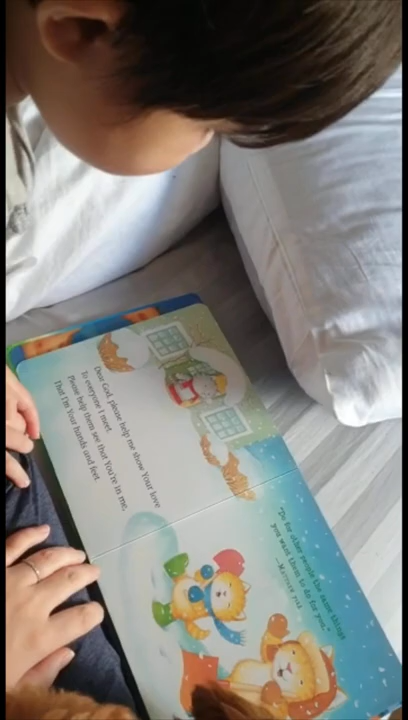 Dear God, please help me show Your love
To everyone I meet.
Please help them see that You're in me,
That I'm Your hands and feet.
"Do for other people the same things
you want them to do for you."
—MATTHEW 7:12